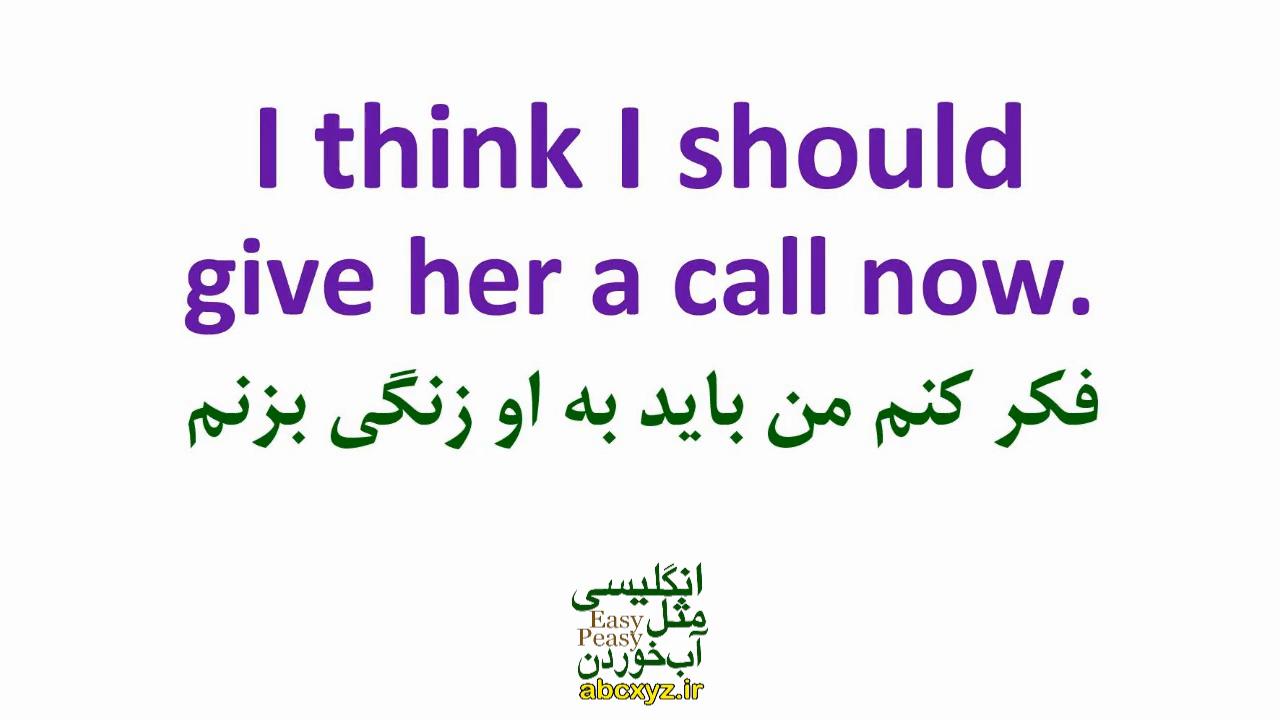 I think I should
give her a call now.
فکر کنم من باید به او زنگی بزنم
انگلیسی
مثل
Easy
Peasy
آب‌خوردن
abcxyz.ir